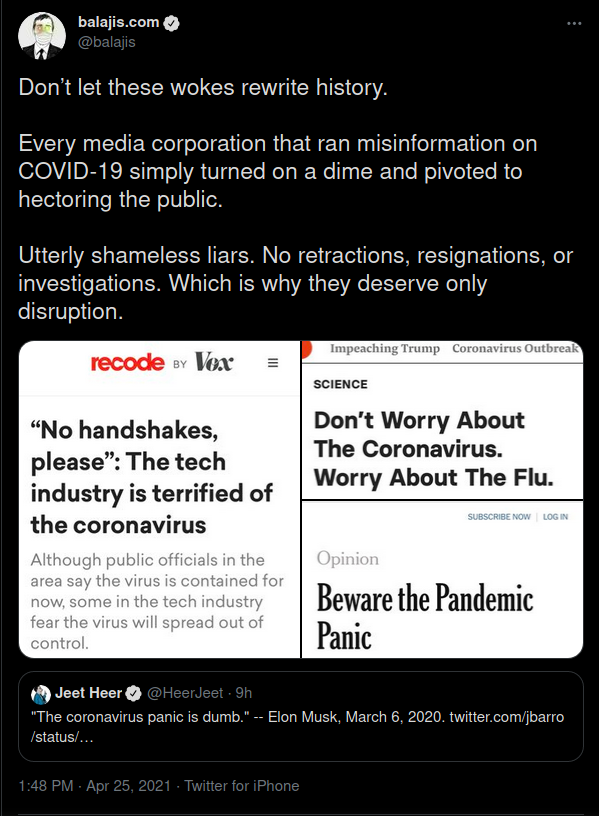 balajis.com
@balajis
Don’t let these wokes rewrite history.
Every media corporation that ran misinformation on
COVID-19 simply turned on a dime and pivoted to
hectoring the public.
Utterly shameless liars. No retractions, resignations, or
investigations. Which is why they deserve only
disruption.
recode BY Vox
“No handshakes,
please”: The tech
industry is terrified of
the coronavirus
Although public officials in the
area say the virus is contained for
now, some in the tech industry
fear the virus will spread out of
control.
Impeaching Trump Coronavirus Outbreak
SCIENCE
Don’t Worry About
The Coronavirus.
Worry About The Flu.
SUBSCRIBE NOW | LOG IN
Opinion
Beware the Pandemic
Panic
Jeet Heer @HeerJeet · 9h
"The coronavirus panic is dumb." -- Elon Musk, March 6, 2020. twitter.com/jbarro
/status/…
1:48 PM · Apr 25, 2021 · Twitter for iPhone